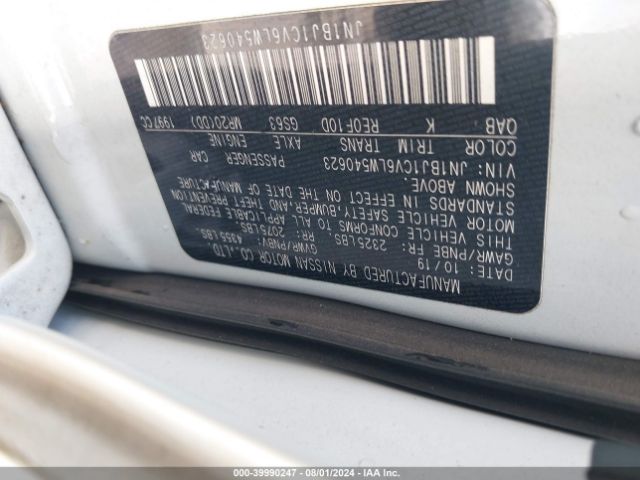 MANUFACTURED BY NISSAN MOTOR CO., LTD.
DATE: 10/19 GVWR/PNBV: 4355LBS
GAWR/PNBE FR: 2325LBS RR: 2075LBS
THIS VEHICLE CONFORMS TO ALL APPLICABLE FEDERAL
MOTOR VEHICLE SAFETY, BUMPER, AND THEFT PREVENTION
STANDARDS IN EFFECT ON THE DATE OF MANUFACTURE
SHOWN ABOVE.
VIN: JN1BJ1CV6LW540623 PASSENGER CAR
COLOR TRIM TRANS AXLE ENGINE
QAB K RE0F10D GS63 MR20(DD) 1997CC
JN1BJ1CV6LW540623
000-39990247 - 08/01/2024 - IAA Inc.